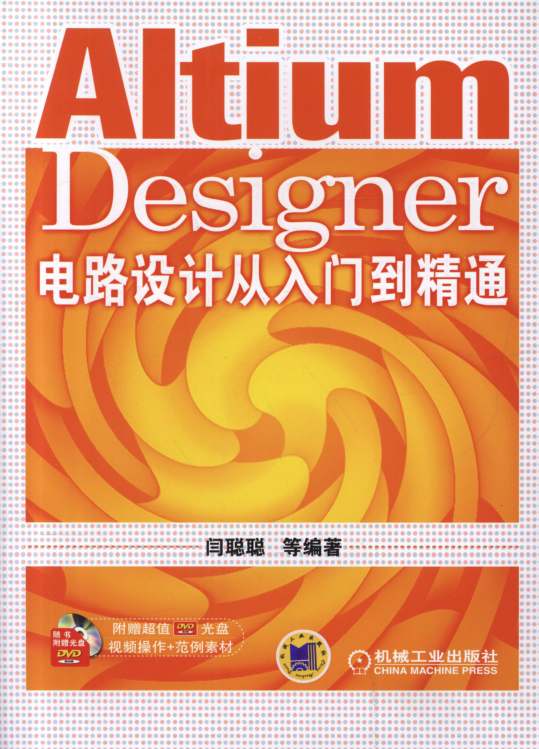 Altium
Designer
电路设计从入门到精通
闫聪聪 等编著
随书
附赠光盘
DVD
附赠超值 DVD 光盘
视频操作+范例素材
机械工业出版社
CHINA MACHINE PRESS